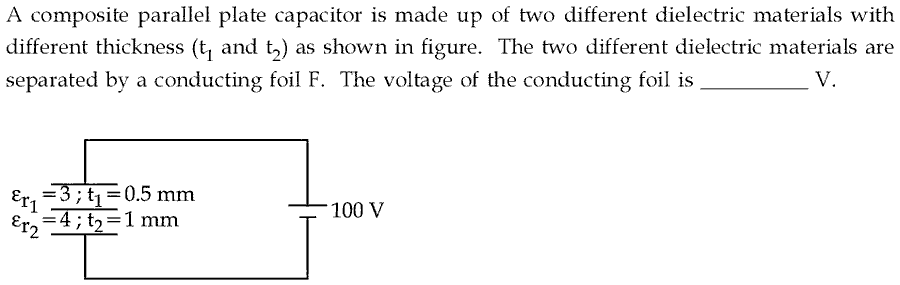 A composite parallel plate capacitor is made up of two different dielectric materials with
different thickness (t₁ and t₂) as shown in figure. The two different dielectric materials are
separated by a conducting foil F. The voltage of the conducting foil is __________ V.
εr₁ =3 ; t₁=0.5 mm
εr₂ =4 ; t₂=1 mm
100 V